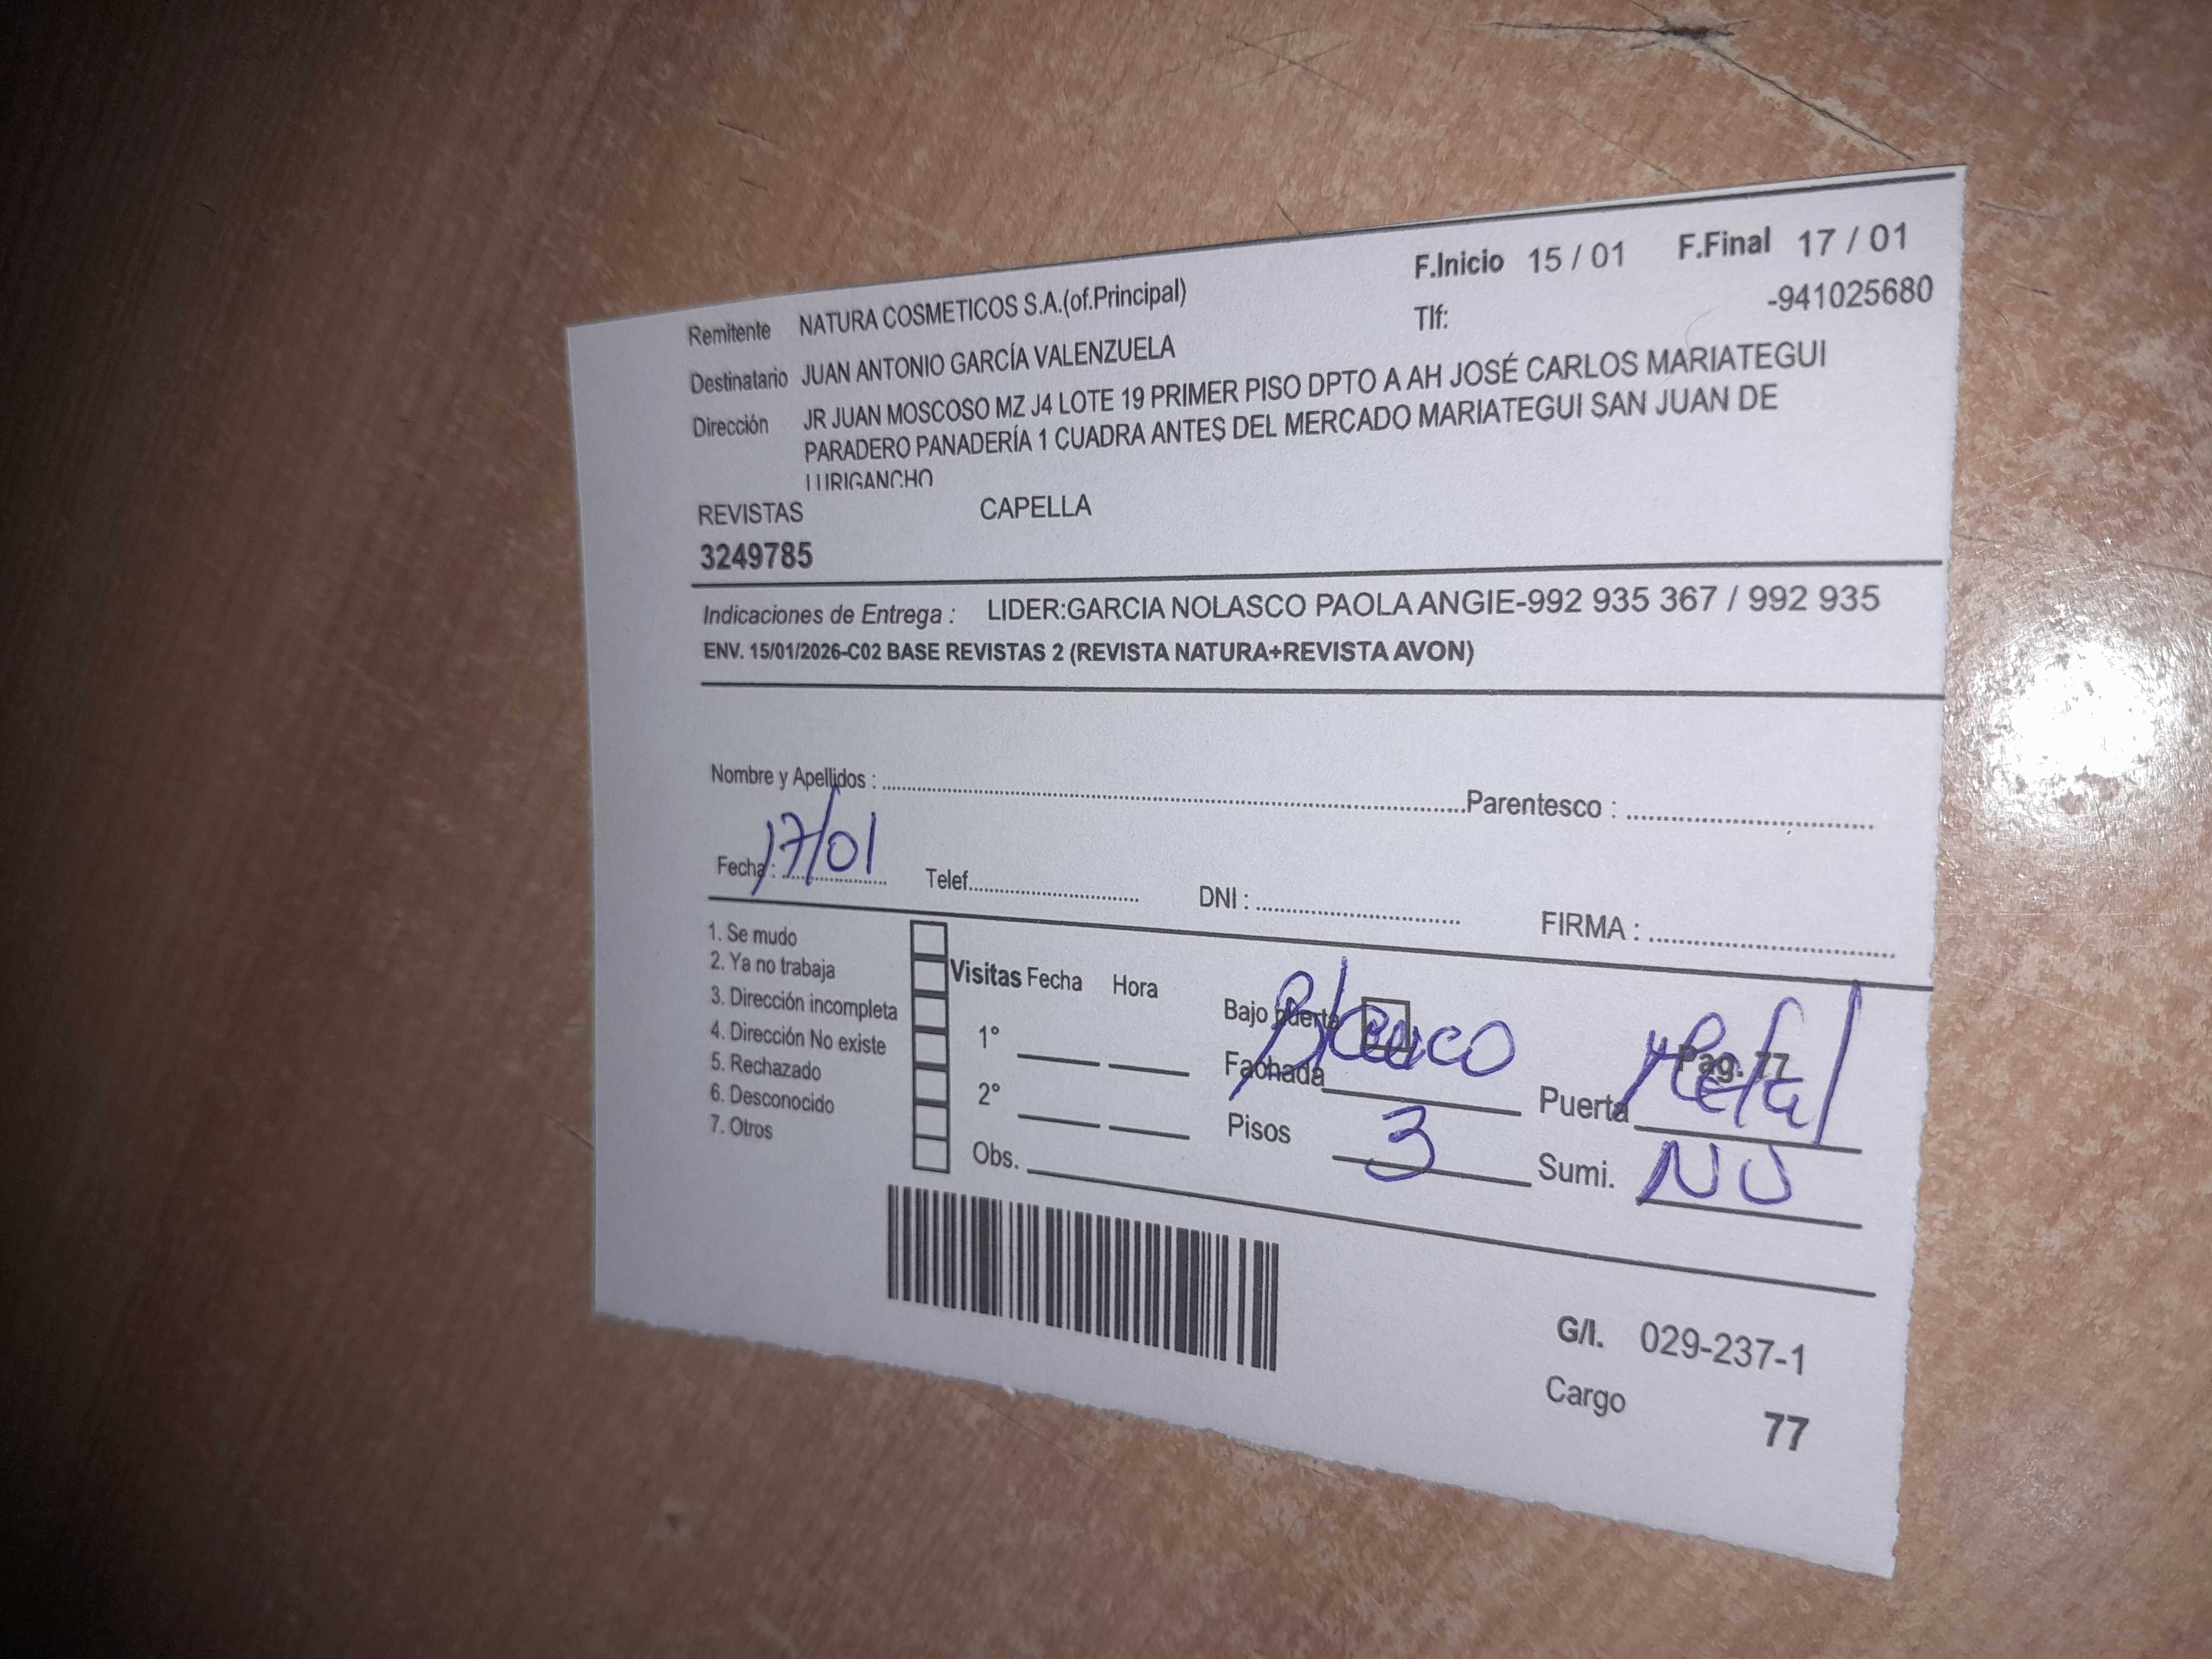 F.Inicio 15 / 01 F.Final 17 / 01
Remitente NATURA COSMETICOS S.A.(of.Principal) Tlf: -941025680
Destinatario JUAN ANTONIO GARCÍA VALENZUELA
Dirección JR JUAN MOSCOSO MZ J4 LOTE 19 PRIMER PISO DPTO A AH JOSÉ CARLOS MARIATEGUI
PARADERO PANADERÍA 1 CUADRA ANTES DEL MERCADO MARIATEGUI SAN JUAN DE
LURIGANCHO
REVISTAS CAPELLA
3249785
Indicaciones de Entrega : LIDER:GARCIA NOLASCO PAOLA ANGIE-992 935 367 / 992 935
ENV. 15/01/2026-C02 BASE REVISTAS 2 (REVISTA NATURA+REVISTA AVON)
Nombre y Apellidos : Parentesco :
Fecha : 17/01 Telef. DNI : FIRMA :
1. Se mudo
2. Ya no trabaja
3. Dirección incompleta
4. Dirección No existe
5. Rechazado
6. Desconocido
7. Otros
Visitas Fecha Hora
1°
2°
Obs.
Bajo puerta
Fachada Blanco Puerta Metal
Pag. 77
Pisos 3 Sumi. NO
G/I. 029-237-1
Cargo 77